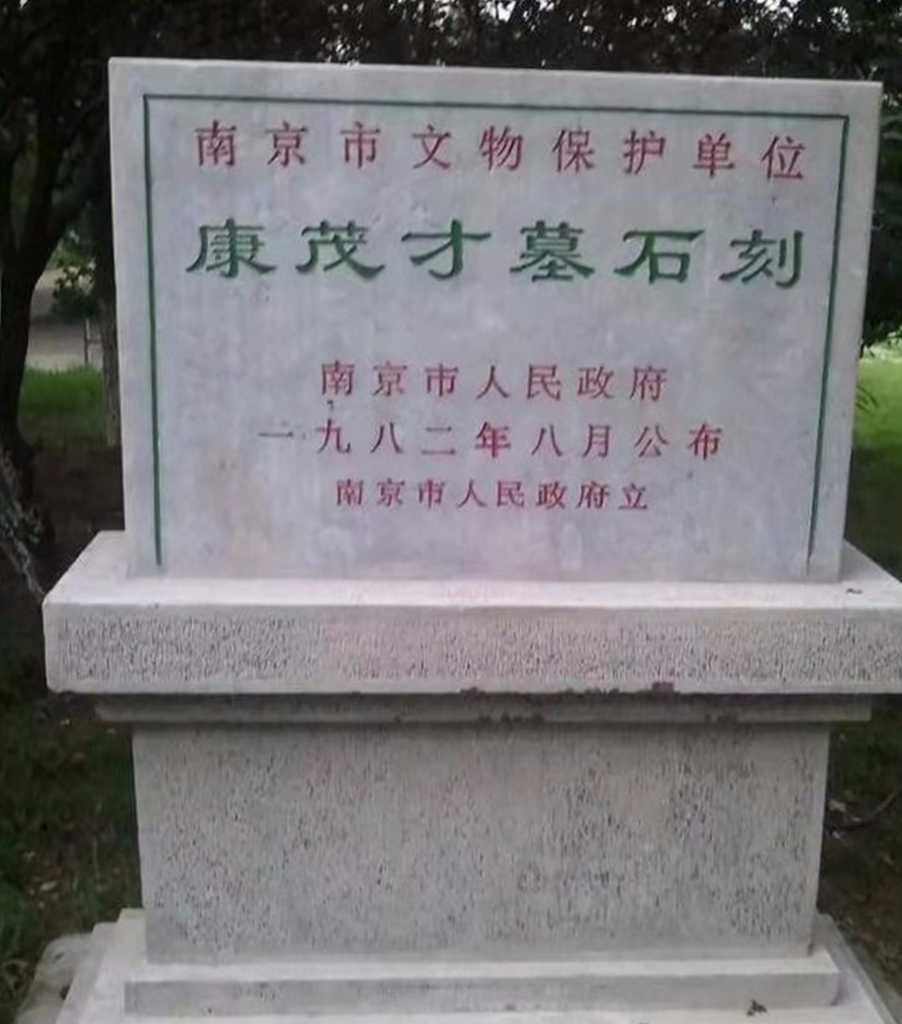 南京市文物保护单位
康茂才墓石刻
南京市人民政府
一九八二年八月公布
南京市人民政府立